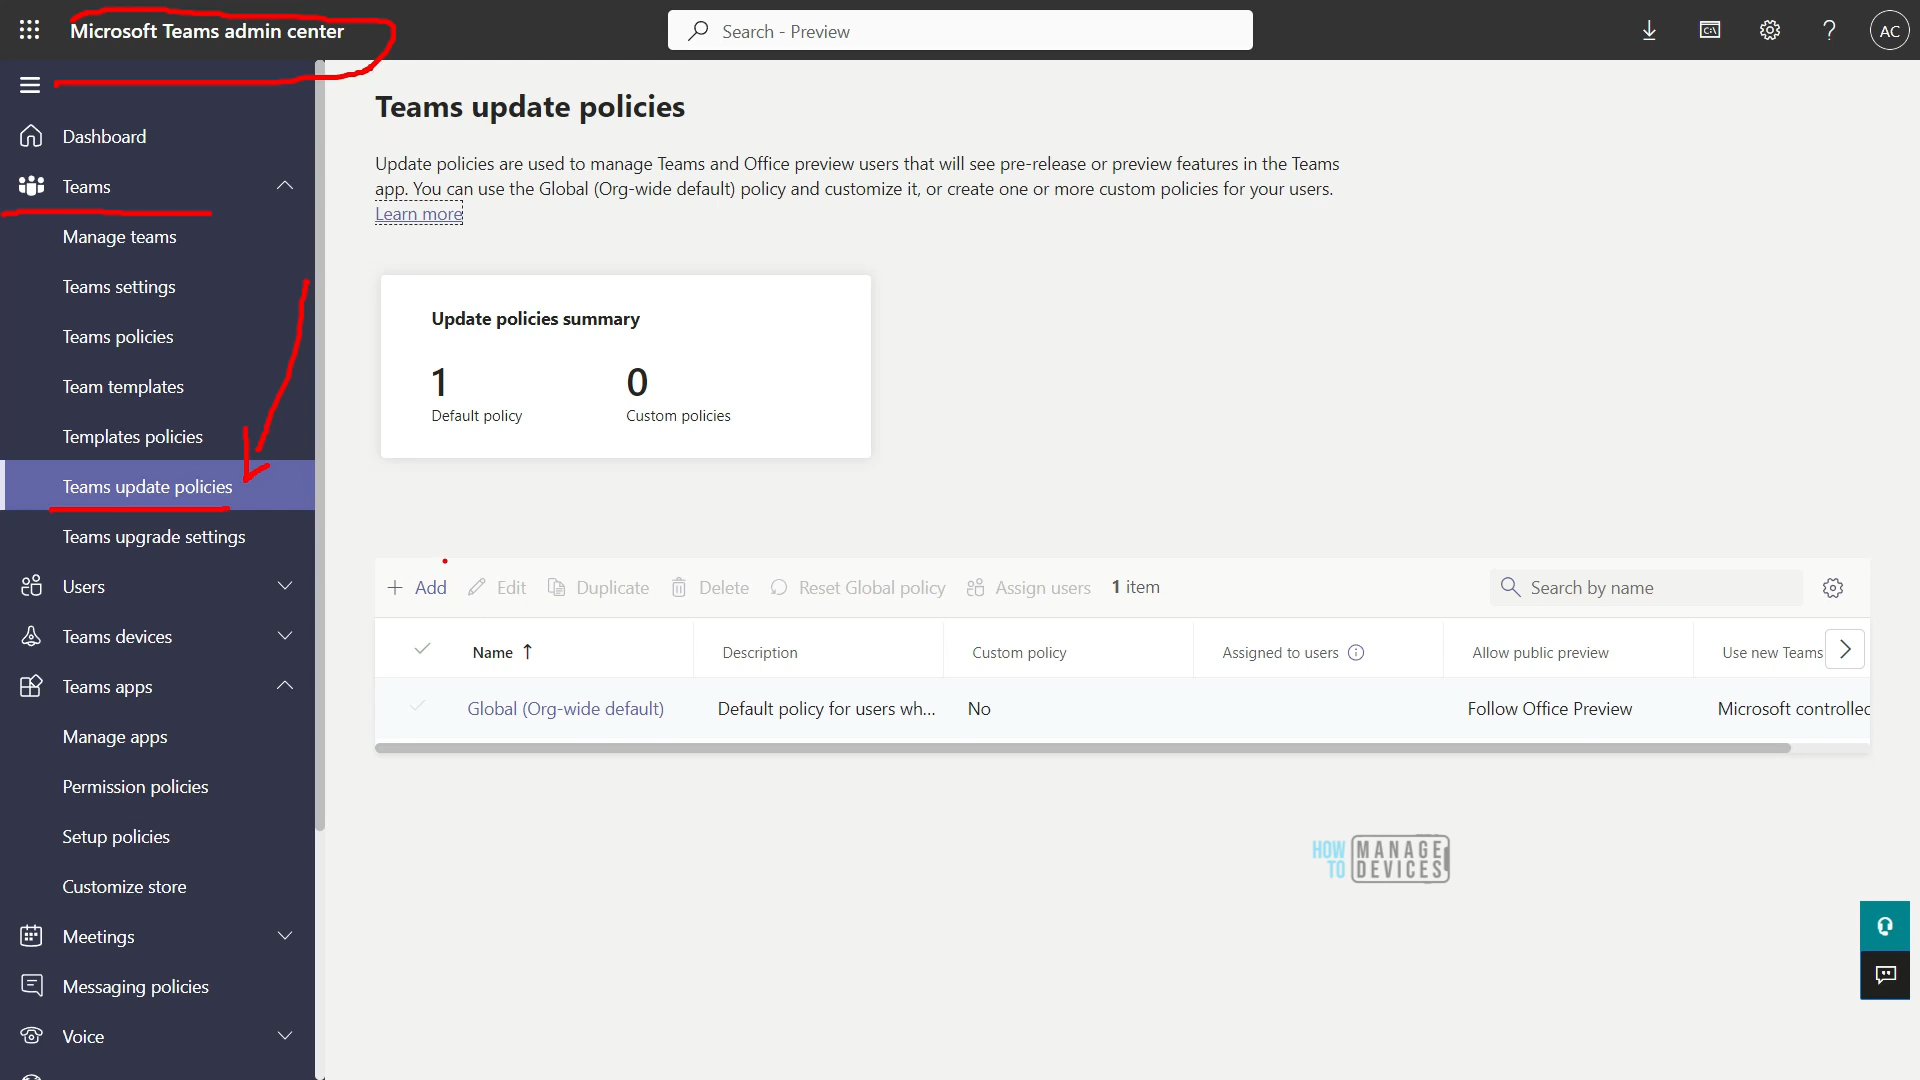 Microsoft Teams admin center
Search - Preview
AC
Dashboard
Teams
Manage teams
Teams settings
Teams policies
Team templates
Templates policies
Teams update policies
Teams upgrade settings
Users
Teams devices
Teams apps
Manage apps
Permission policies
Setup policies
Customize store
Meetings
Messaging policies
Voice
Teams update policies
Update policies are used to manage Teams and Office preview users that will see pre-release or preview features in the Teams
app. You can use the Global (Org-wide default) policy and customize it, or create one or more custom policies for your users.
Learn more
Update policies summary
1 0
Default policy Custom policies
+ Add Edit Duplicate Delete Reset Global policy Assign users 1 item Search by name
Name ↑ Description Custom policy Assigned to users Allow public preview Use new Teams
Global (Org-wide default) Default policy for users wh... No Follow Office Preview Microsoft controlled
HOW TO MANAGE DEVICES